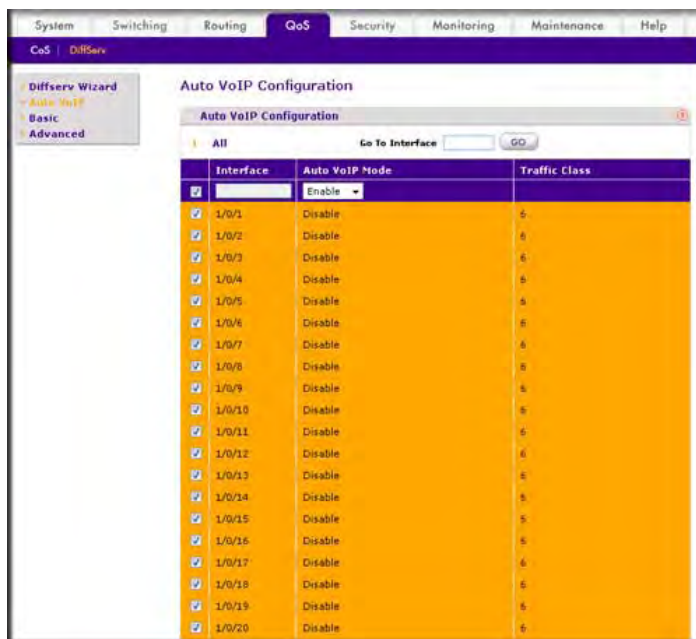 System Switching Routing QoS Security Monitoring Maintenance Help
CoS | DiffServ
Diffserv Wizard
Auto VoIP
Basic
Advanced
Auto VoIP Configuration
Auto VoIP Configuration
1 All Go To Interface GO
Interface Auto VoIP Mode Traffic Class
Enable
1/0/1 Disable 6
1/0/2 Disable 6
1/0/3 Disable 6
1/0/4 Disable 6
1/0/5 Disable 6
1/0/6 Disable 6
1/0/7 Disable 6
1/0/8 Disable 6
1/0/9 Disable 6
1/0/10 Disable 6
1/0/11 Disable 6
1/0/12 Disable 6
1/0/13 Disable 6
1/0/14 Disable 6
1/0/15 Disable 6
1/0/16 Disable 6
1/0/17 Disable 6
1/0/18 Disable 6
1/0/19 Disable 6
1/0/20 Disable 6